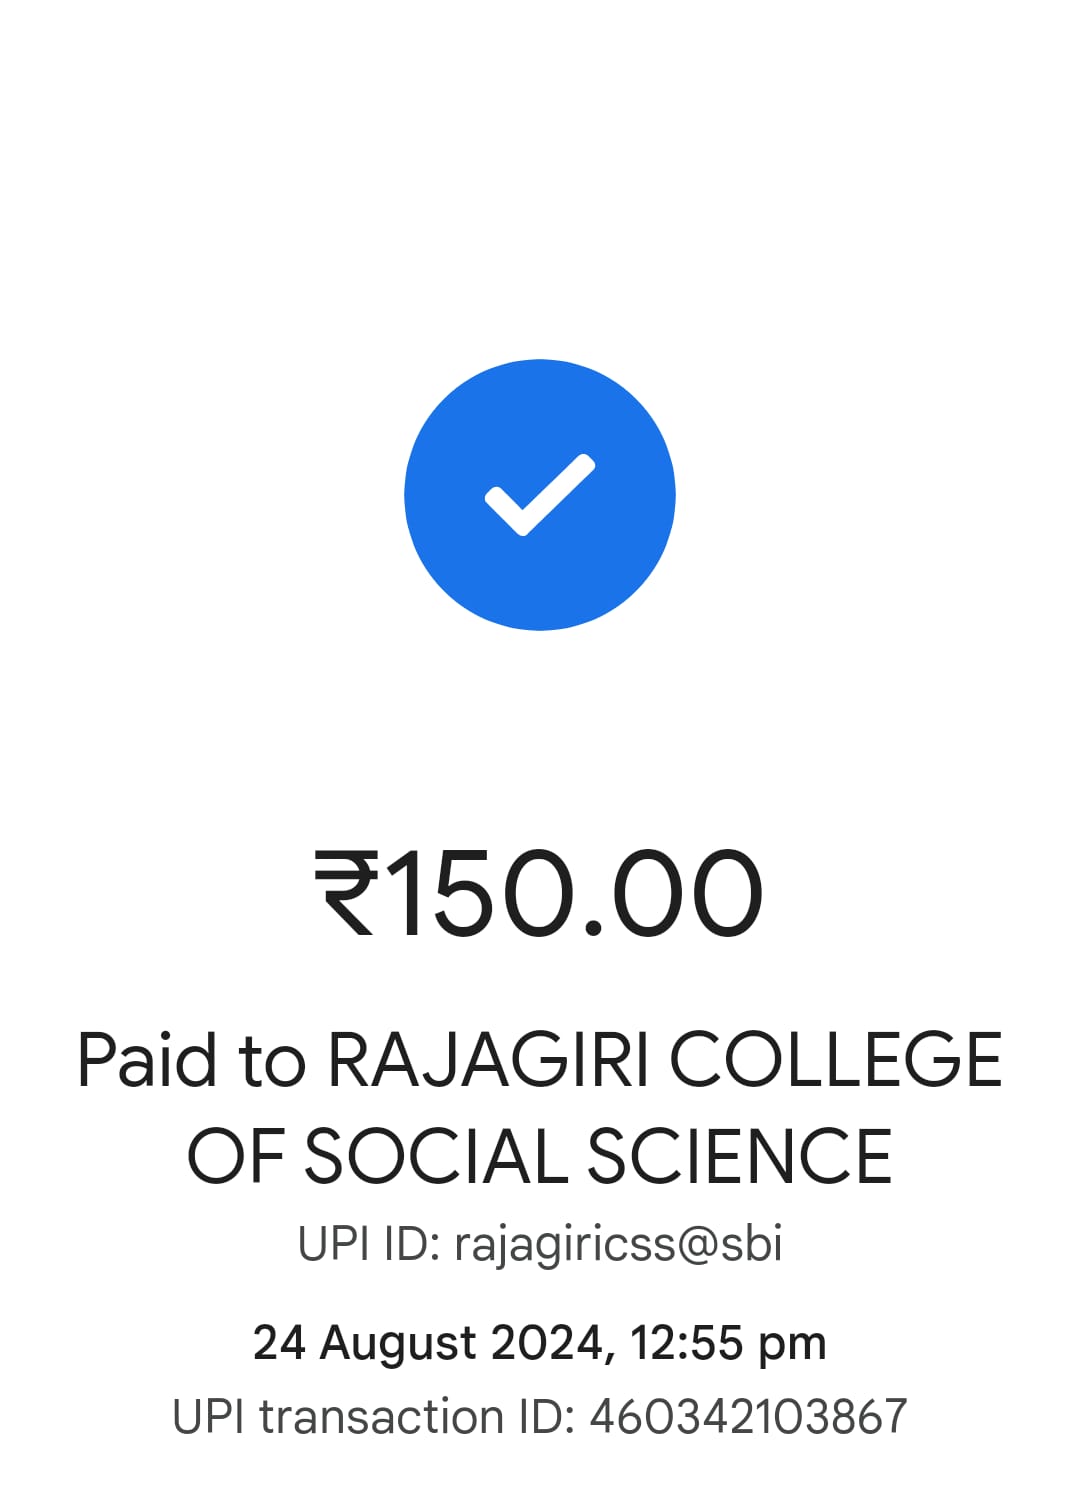 ₹150.00
Paid to RAJAGIRI COLLEGE
OF SOCIAL SCIENCE
UPI ID: rajagiricss@sbi
24 August 2024, 12:55 pm
UPI transaction ID: 460342103867